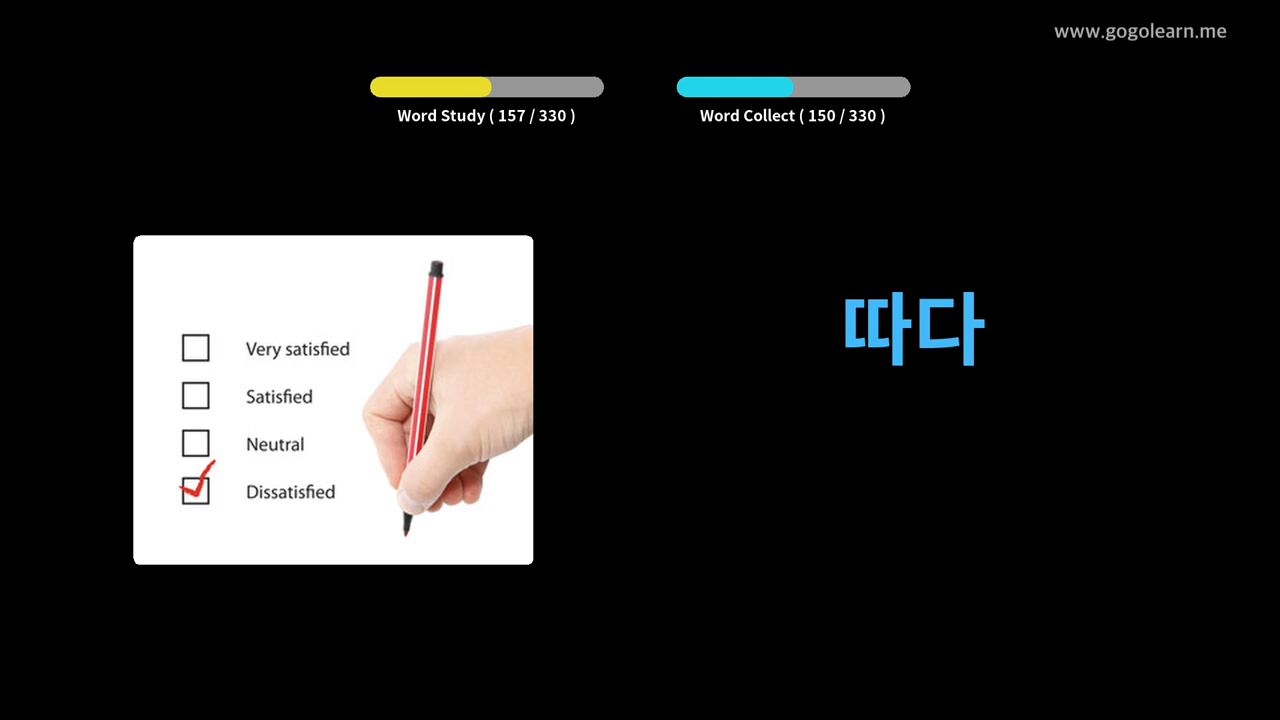 www.gogolearn.me
Word Study ( 157 / 330 )
Word Collect ( 150 / 330 )
Very satisfied
Satisfied
Neutral
Dissatisfied
따다